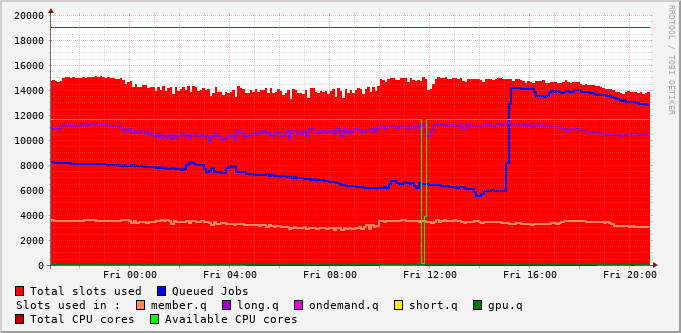 RRDTOOL / TOBI OETIKER
20000
18000
16000
14000
12000
10000
8000
6000
4000
2000
0
Fri 00:00 Fri 04:00 Fri 08:00 Fri 12:00 Fri 16:00 Fri 20:00
Total slots used Queued Jobs
Slots used in : member.q long.q ondemand.q short.q gpu.q
Total CPU cores Available CPU cores